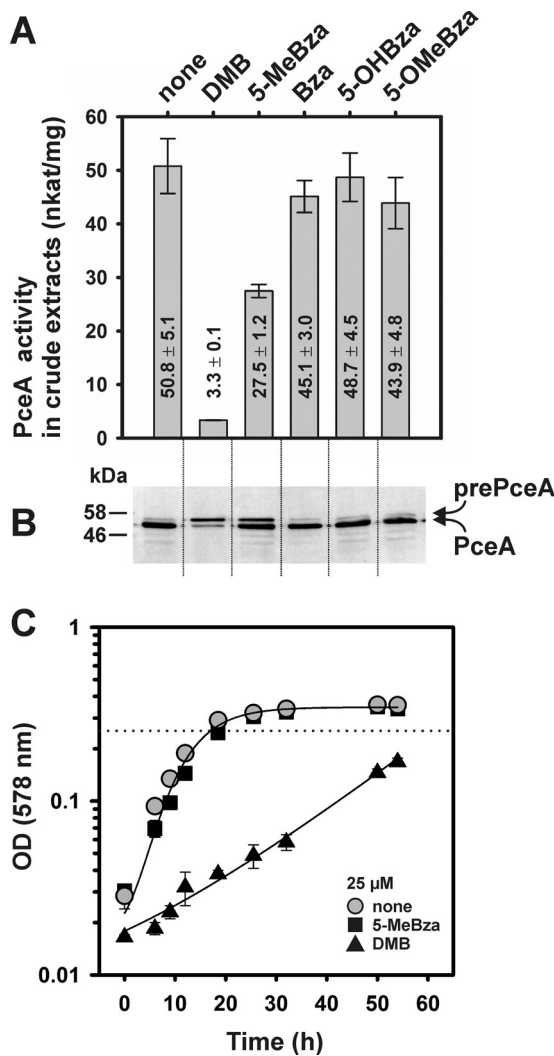 A
none
DMB
5-MeBza
Bza
5-OHBza
5-OMeBza
PceA activity
in crude extracts (nkat/mg)
60
50
40
30
20
10
0
50.8 ± 5.1
3.3 ± 0.1
27.5 ± 1.2
45.1 ± 3.0
48.7 ± 4.5
43.9 ± 4.8
kDa
B
58
46
prePceA
PceA
C
OD (578 nm)
1
0.1
0.01
25 µM
none
5-MeBza
DMB
0 10 20 30 40 50 60
Time (h)